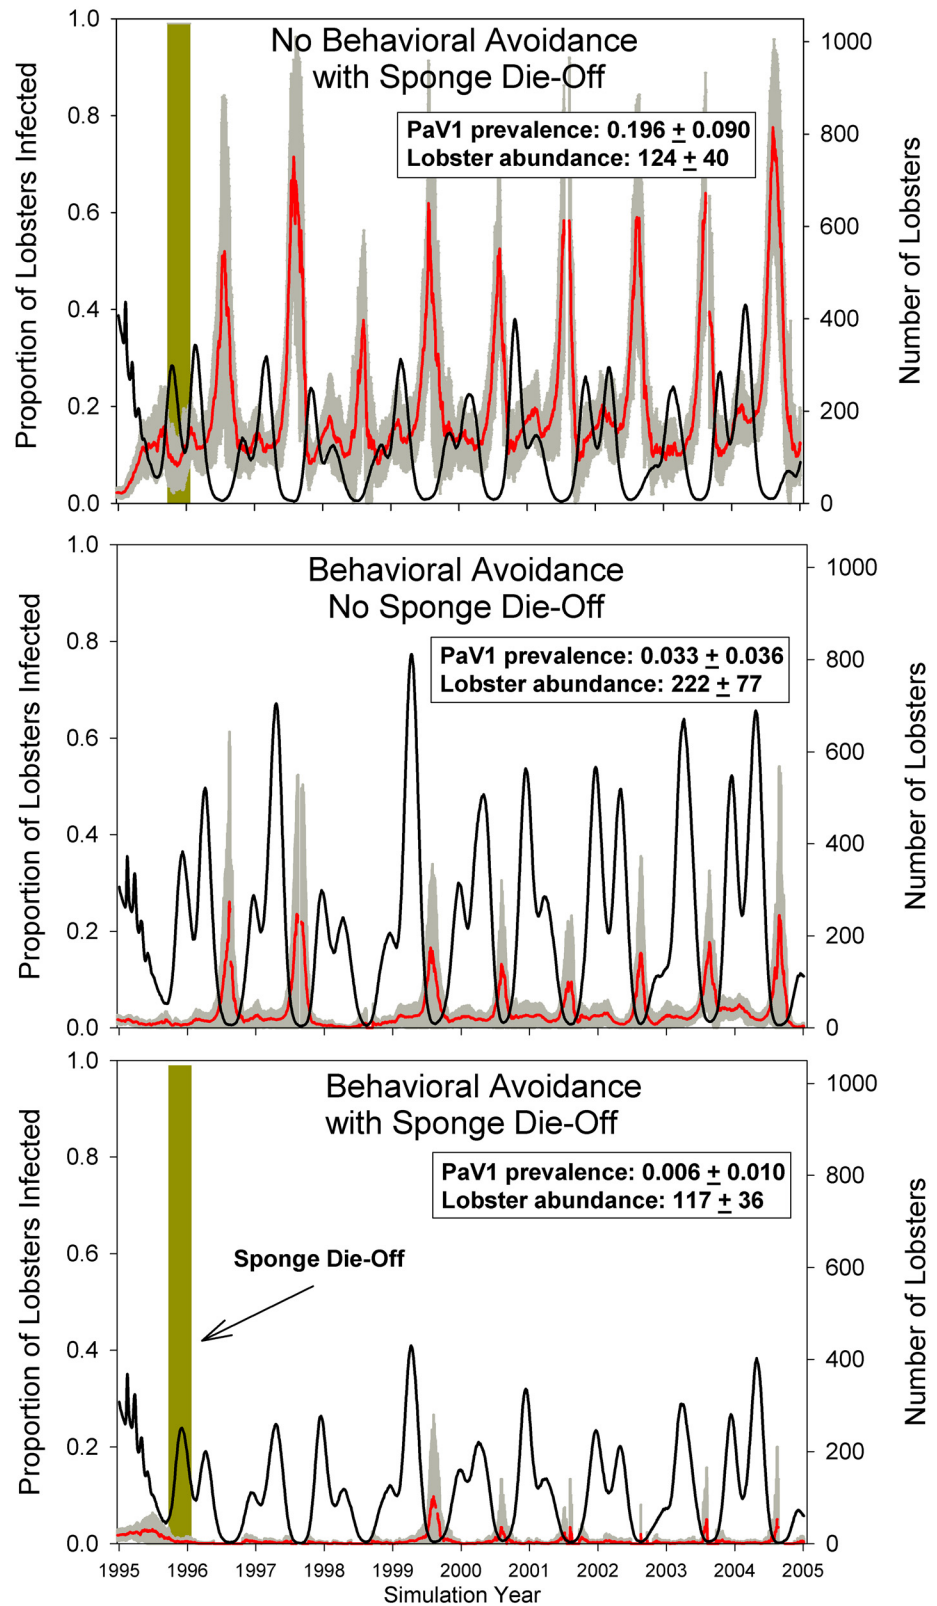 No Behavioral Avoidance
with Sponge Die-Off
PaV1 prevalence: 0.196 ± 0.090
Lobster abundance: 124 ± 40
Proportion of Lobsters Infected
1.0
0.8
0.6
0.4
0.2
0.0
Number of Lobsters
1000
800
600
400
200
0
Behavioral Avoidance
No Sponge Die-Off
PaV1 prevalence: 0.033 ± 0.036
Lobster abundance: 222 ± 77
Proportion of Lobsters Infected
1.0
0.8
0.6
0.4
0.2
0.0
Number of Lobsters
1000
800
600
400
200
0
Behavioral Avoidance
with Sponge Die-Off
PaV1 prevalence: 0.006 ± 0.010
Lobster abundance: 117 ± 36
Sponge Die-Off
Proportion of Lobsters Infected
1.0
0.8
0.6
0.4
0.2
0.0
Number of Lobsters
1000
800
600
400
200
0
1995 1996 1997 1998 1999 2000 2001 2002 2003 2004 2005
Simulation Year